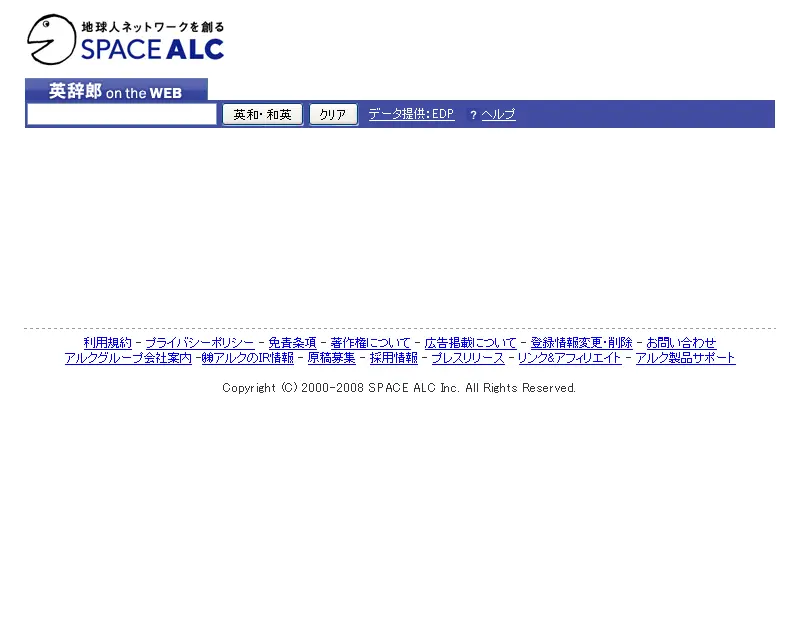 地球人ネットワークを創る
SPACE ALC
英辞郎 on the WEB
英和・和英 クリア データ提供：EDP ? ヘルプ
利用規約 - プライバシーポリシー - 免責条項 - 著作権について - 広告掲載について - 登録情報変更・削除 - お問い合わせ
アルクグループ会社案内 -㈱アルクのIR情報 - 原稿募集 - 採用情報 - プレスリリース - リンク&アフィリエイト - アルク製品サポート
Copyright (C) 2000-2008 SPACE ALC Inc. All Rights Reserved.